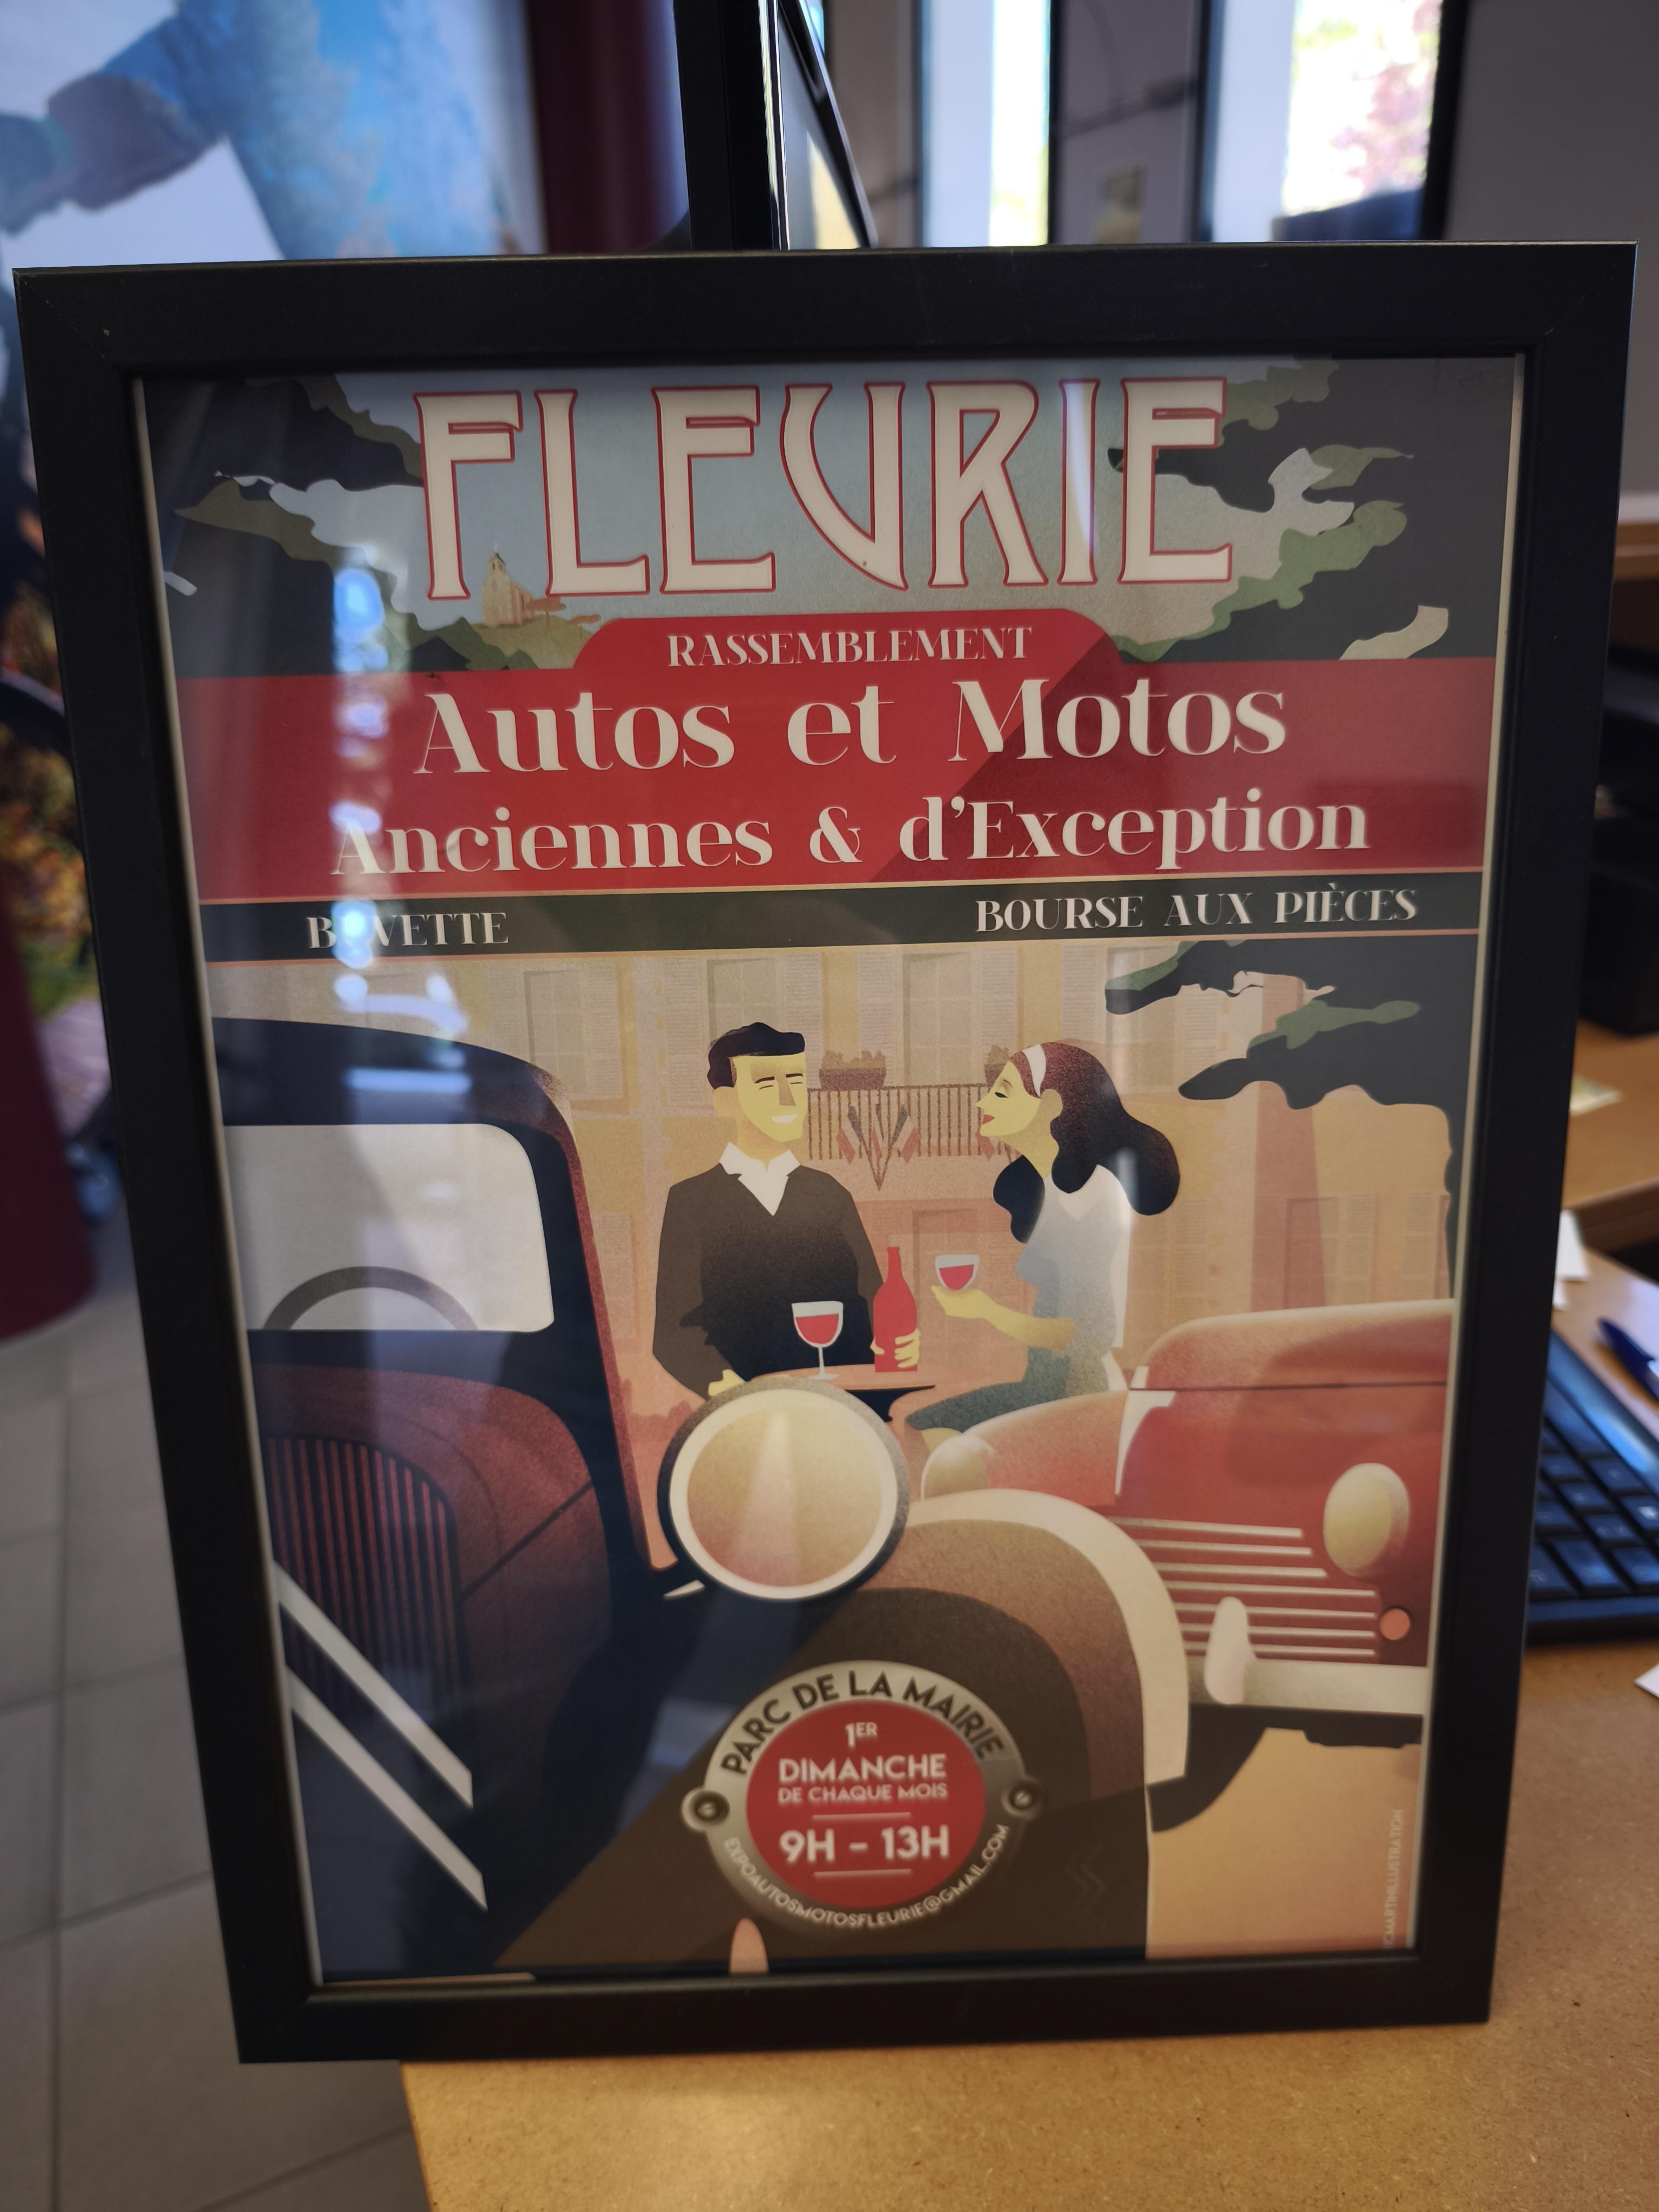 FLEURIE
RASSEMBLEMENT
Autos et Motos
Anciennes & d'Exception
BUVETTE
BOURSE AUX PIÈCES
PARC DE LA MAIRIE
1ER
DIMANCHE
DE CHAQUE MOIS
9H - 13H
EXPOAUTOSMOTOSFLEURIE@GMAIL.COM